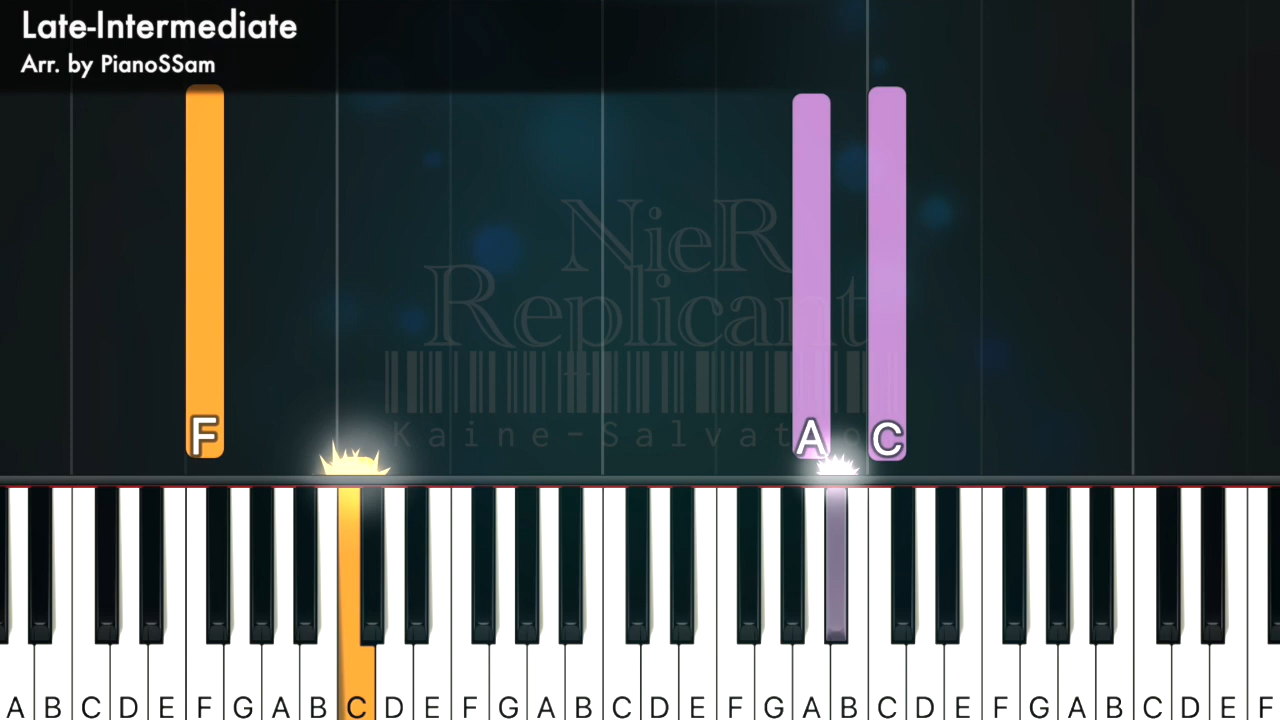 Late-Intermediate
Arr. by PianoSSam
NieR
Replicant
Kaine-Salvation
F
A C
A B C D E F G A B C D E F G A B C D E F G A B C D E F G A B C D E F